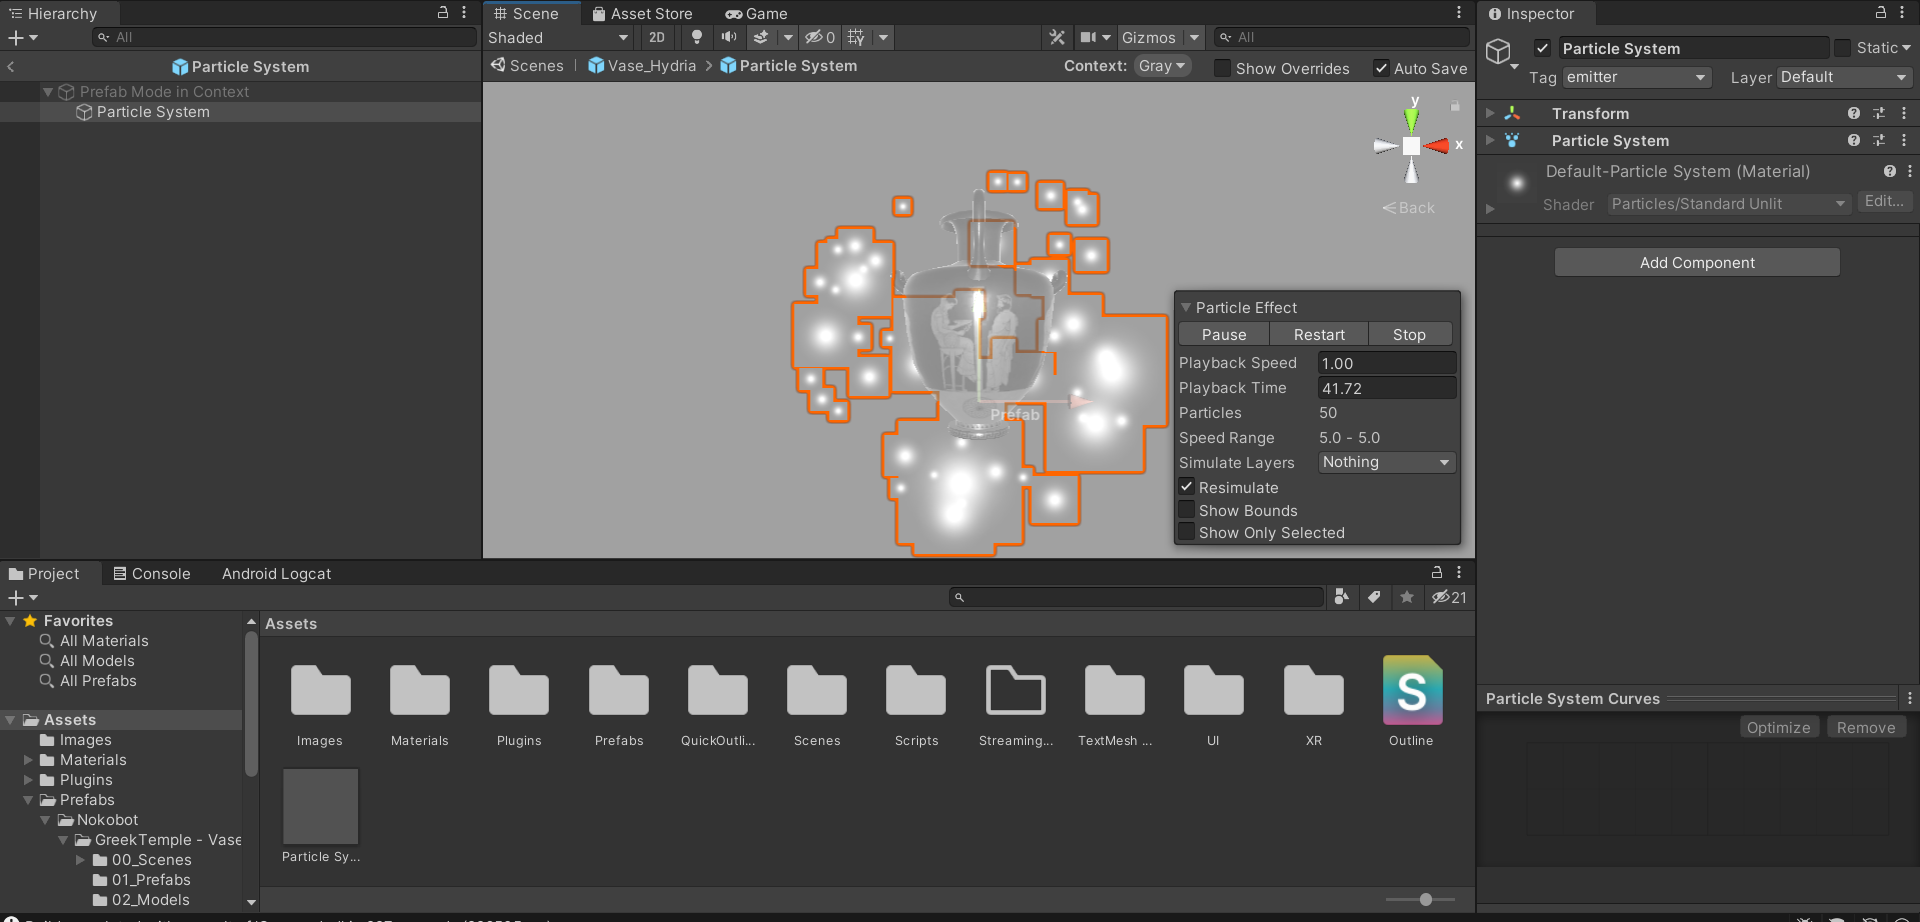 Hierarchy
All
Particle System
Prefab Mode in Context
Particle System
Scene
Asset Store
Game
Shaded
2D
0
Gizmos
All
Scenes
Vase_Hydria
Particle System
Context:
Gray
Show Overrides
Auto Save
y
x
Back
Prefab
Particle Effect
Pause
Restart
Stop
Playback Speed
1.00
Playback Time
41.72
Particles
50
Speed Range
5.0 - 5.0
Simulate Layers
Nothing
Resimulate
Show Bounds
Show Only Selected
Inspector
Particle System
Static
Tag
emitter
Layer
Default
Transform
Particle System
Default-Particle System (Material)
Shader
Particles/Standard Unlit
Edit...
Add Component
Particle System Curves
Optimize
Remove
Project
Console
Android Logcat
21
Favorites
All Materials
All Models
All Prefabs
Assets
Images
Materials
Plugins
Prefabs
Nokobot
GreekTemple - Vase
00_Scenes
01_Prefabs
02_Models
Assets
Images
Materials
Plugins
Prefabs
QuickOutli...
Scenes
Scripts
Streaming...
TextMesh ...
UI
XR
S
Outline
Particle Sy...